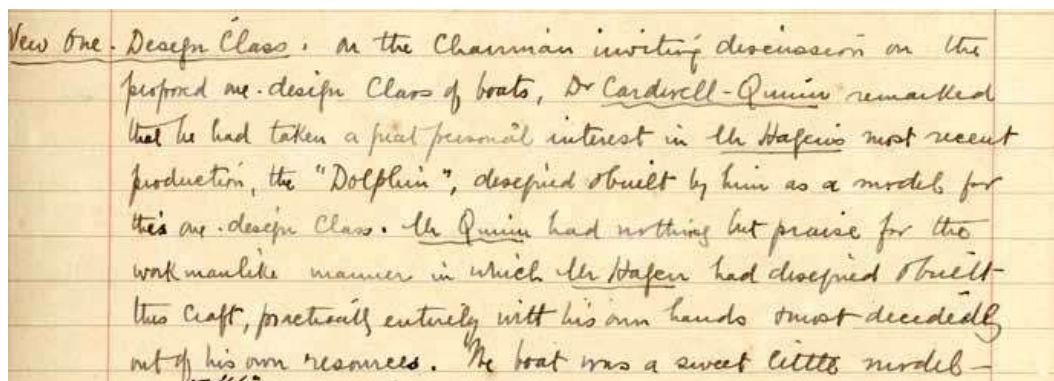 New One-Design Class. On the Chairman inviting discussion on the
proposed one-design Class of boats, Dr Cardwell-Quinn remarked
that he had taken a great personal interest in Mr Hagen's most recent
production, the "Dolphin", designed & built by him as a model for
this one-design Class. Mr Quinn had nothing but praise for the
workmanlike manner in which Mr Hagen had designed & built
this craft, practically entirely with his own hands & most decidedly
out of his own resources. The boat was a sweet little model -